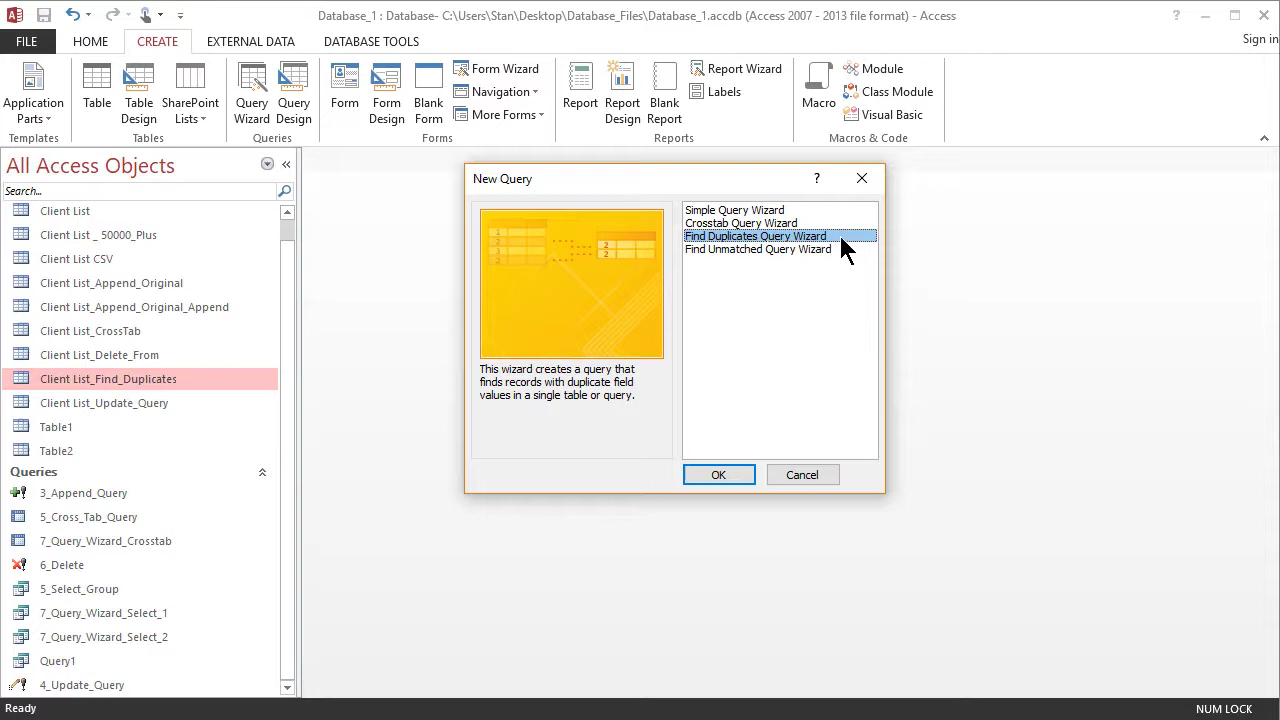 Database_1 : Database- C:\Users\Stan\Desktop\Database_Files\Database_1.accdb (Access 2007 - 2013 file format) - Access
?
FILE HOME CREATE EXTERNAL DATA DATABASE TOOLS
Sign in
Application Parts
Templates
Table
Table Design
SharePoint Lists
Tables
Query Wizard
Query Design
Queries
Form
Form Design
Blank Form
Form Wizard
Navigation
More Forms
Forms
Report
Report Design
Blank Report
Report Wizard
Labels
Reports
Macro
Module
Class Module
Visual Basic
Macros & Code
All Access Objects
Search...
Client List
Client List _ 50000_Plus
Client List CSV
Client List_Append_Original
Client List_Append_Original_Append
Client List_CrossTab
Client List_Delete_From
Client List_Find_Duplicates
Client List_Update_Query
Table1
Table2
Queries
3_Append_Query
5_Cross_Tab_Query
7_Query_Wizard_Crosstab
6_Delete
5_Select_Group
7_Query_Wizard_Select_1
7_Query_Wizard_Select_2
Query1
4_Update_Query
New Query
?
Simple Query Wizard
Crosstab Query Wizard
Find Duplicates Query Wizard
Find Unmatched Query Wizard
This wizard creates a query that
finds records with duplicate field
values in a single table or query.
OK
Cancel
Ready
NUM LOCK